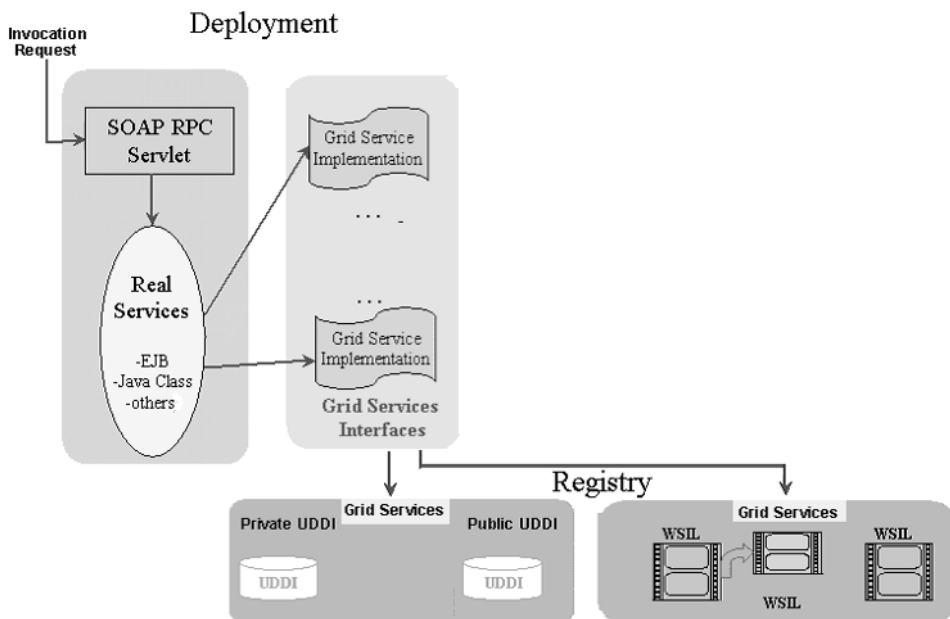 Deployment
Invocation
Request
SOAP RPC
Servlet
Real
Services
-EJB
-Java Class
-others
Grid Service
Implementation
... -
...
Grid Service
Implementation
Grid Services
Interfaces
Registry
Grid Services
Private UDDI
Public UDDI
UDDI
UDDI
Grid Services
WSIL
WSIL
WSIL